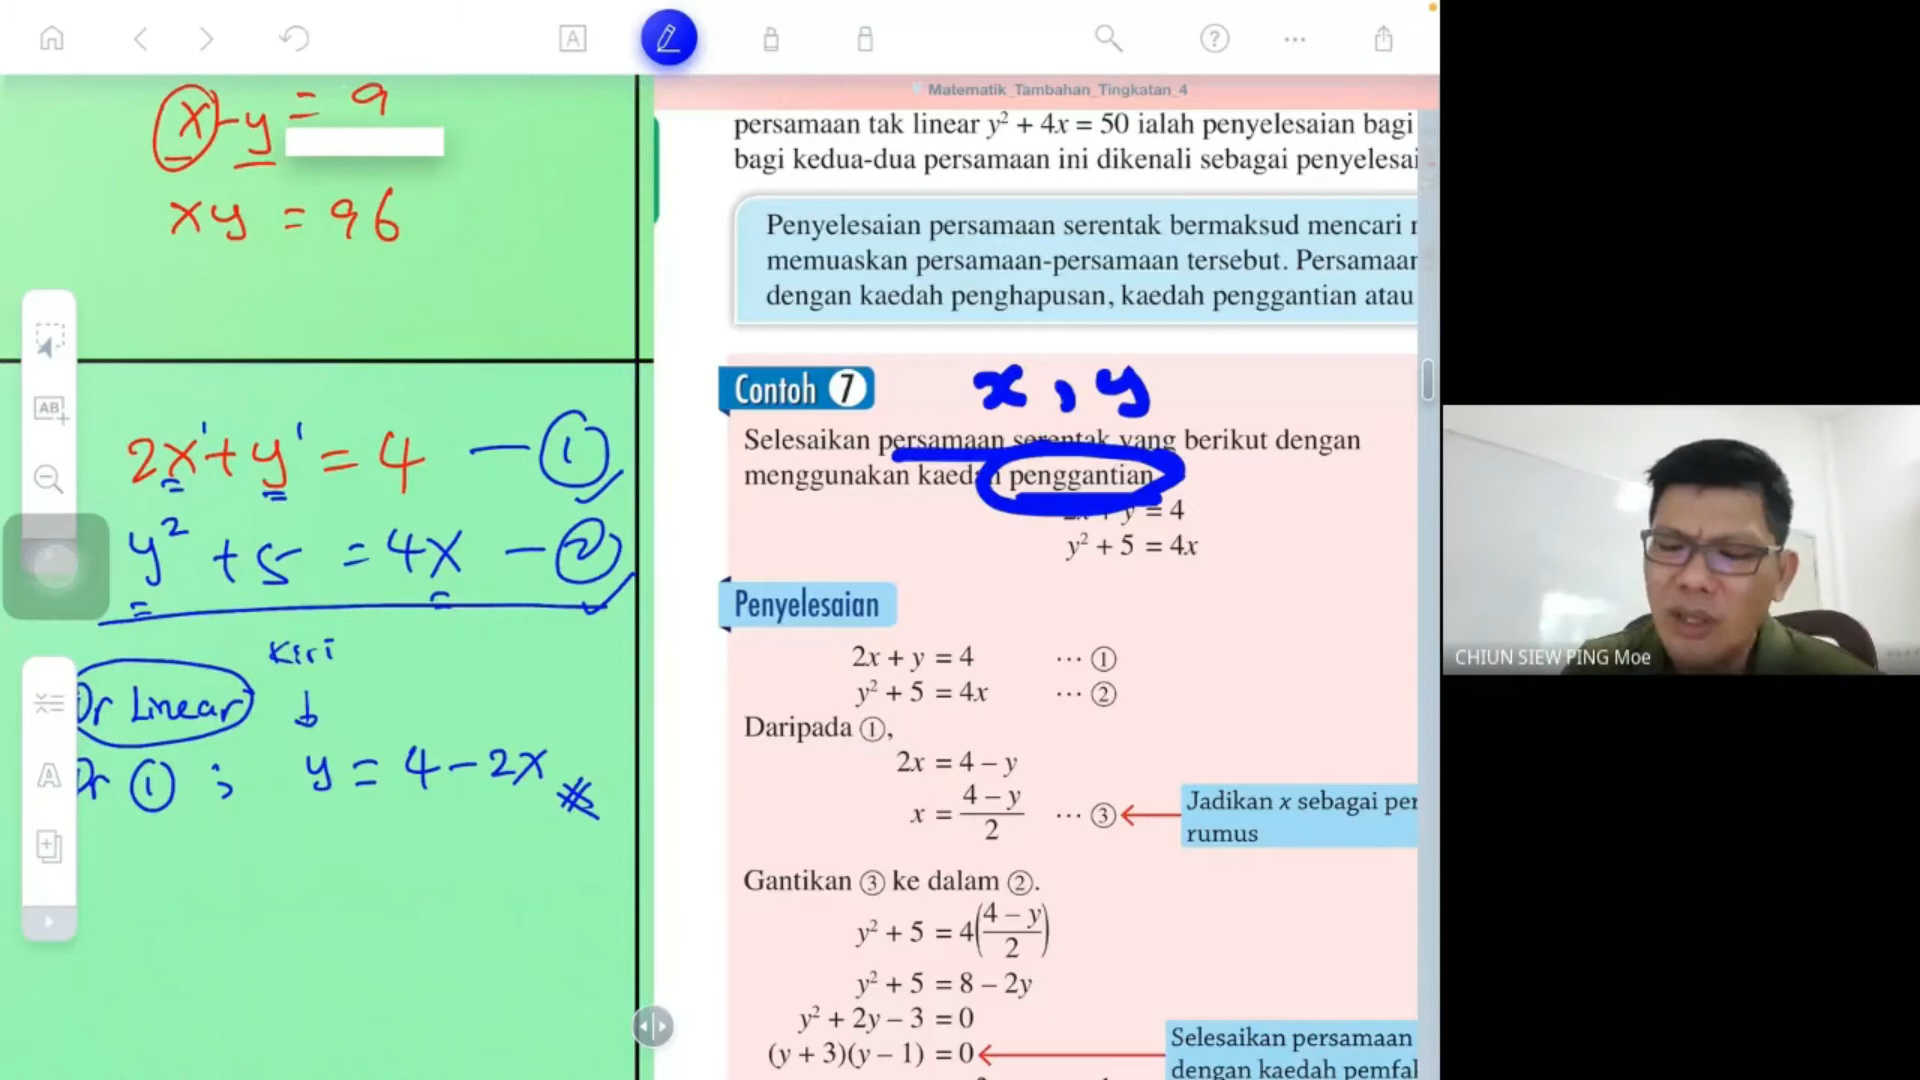 x - y = 9
xy = 96
2x' + y' = 4 — ①
y² + 5 = 4x — ②
Kiri
↓
Dr Linear
Dr ① ; y = 4 - 2x
A
AB
A
Matematik_Tambahan_Tingkatan_4
persamaan tak linear y² + 4x = 50 ialah penyelesaian bagi
bagi kedua-dua persamaan ini dikenali sebagai penyelesai
Penyelesaian persamaan serentak bermaksud mencari
memuaskan persamaan-persamaan tersebut. Persamaan
dengan kaedah penghapusan, kaedah penggantian atau
Contoh 7
x , y
Selesaikan persamaan serentak yang berikut dengan
menggunakan kaedah penggantian
2x + y = 4
y² + 5 = 4x
Penyelesaian
2x + y = 4 ··· ①
y² + 5 = 4x ··· ②
Daripada ①,
2x = 4 – y
x = (4 – y)/2 ··· ③
Jadikan x sebagai per
rumus
Gantikan ③ ke dalam ②.
y² + 5 = 4((4 – y)/2)
y² + 5 = 8 – 2y
y² + 2y – 3 = 0
(y + 3)(y – 1) = 0
Selesaikan persamaan
dengan kaedah pemfal
CHIUN SIEW PING Moe